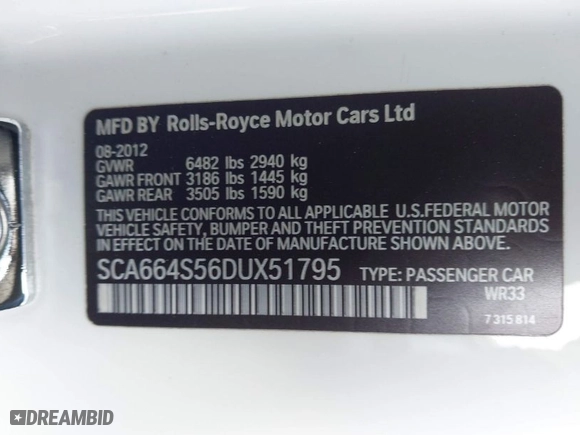 MFD BY Rolls-Royce Motor Cars Ltd
08-2012
GVWR 6482 lbs 2940 kg
GAWR FRONT 3186 lbs 1445 kg
GAWR REAR 3505 lbs 1590 kg
THIS VEHICLE CONFORMS TO ALL APPLICABLE U.S.FEDERAL MOTOR
VEHICLE SAFETY, BUMPER AND THEFT PREVENTION STANDARDS
IN EFFECT ON THE DATE OF MANUFACTURE SHOWN ABOVE.
SCA664S56DUX51795 TYPE: PASSENGER CAR
WR33
7 315 814
DREAMBID